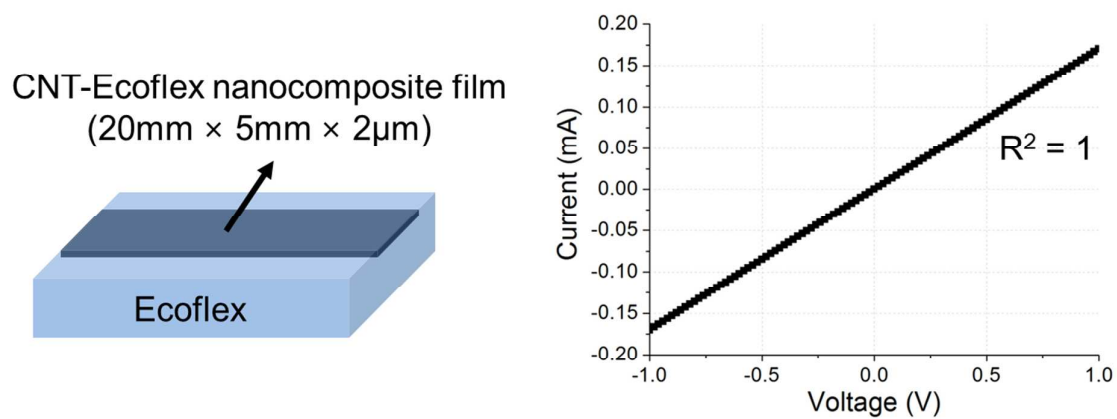 CNT-Ecoflex nanocomposite film
(20mm × 5mm × 2µm)
Ecoflex
0.20
0.15
0.10
0.05
0.00
-0.05
-0.10
-0.15
-0.20
Current (mA)
R² = 1
-1.0 -0.5 0.0 0.5 1.0
Voltage (V)